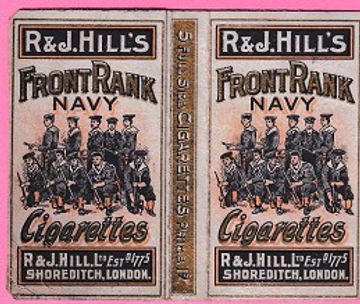 R & J. HILL'S
FRONT RANK
NAVY
Cigarettes
R & J. HILL, LTD EST D 1775
SHOREDITCH, LONDON.
CIGARETTES
R & J. HILL'S
FRONT RANK
NAVY
Cigarettes
R & J. HILL, LTD EST D 1775
SHOREDITCH, LONDON.